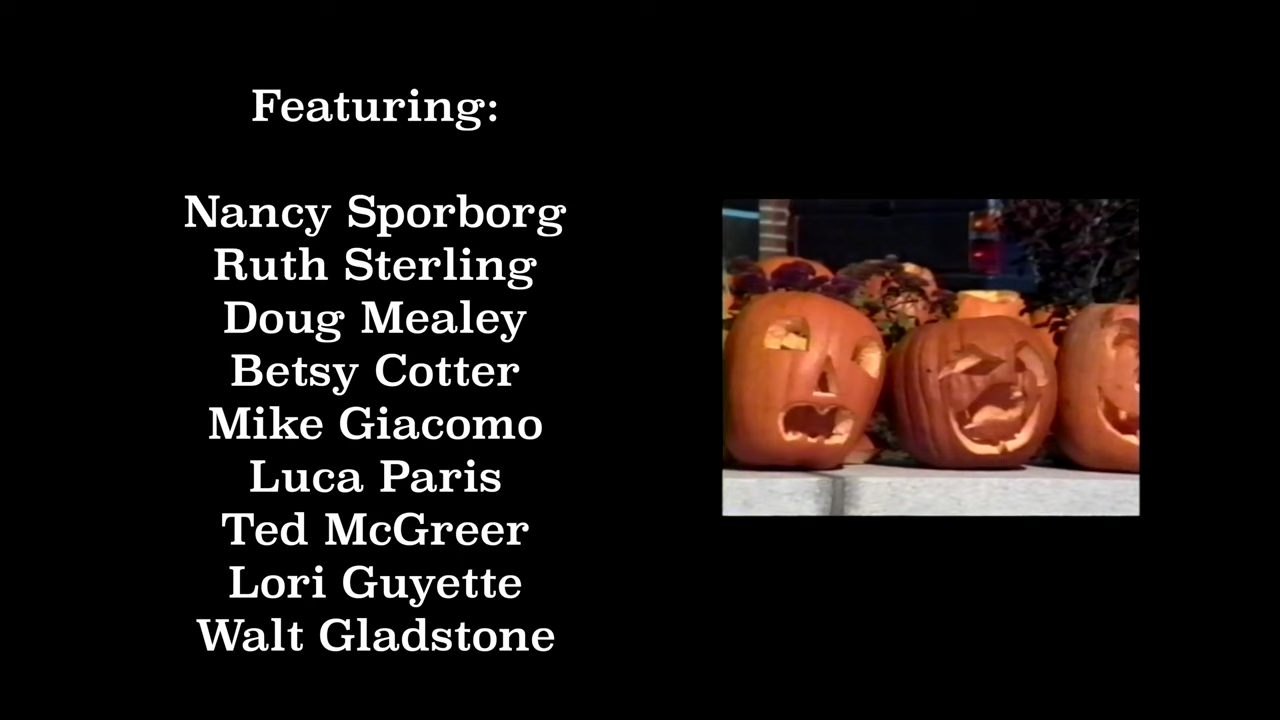 Featuring:
Nancy Sporborg
Ruth Sterling
Doug Mealey
Betsy Cotter
Mike Giacomo
Luca Paris
Ted McGreer
Lori Guyette
Walt Gladstone